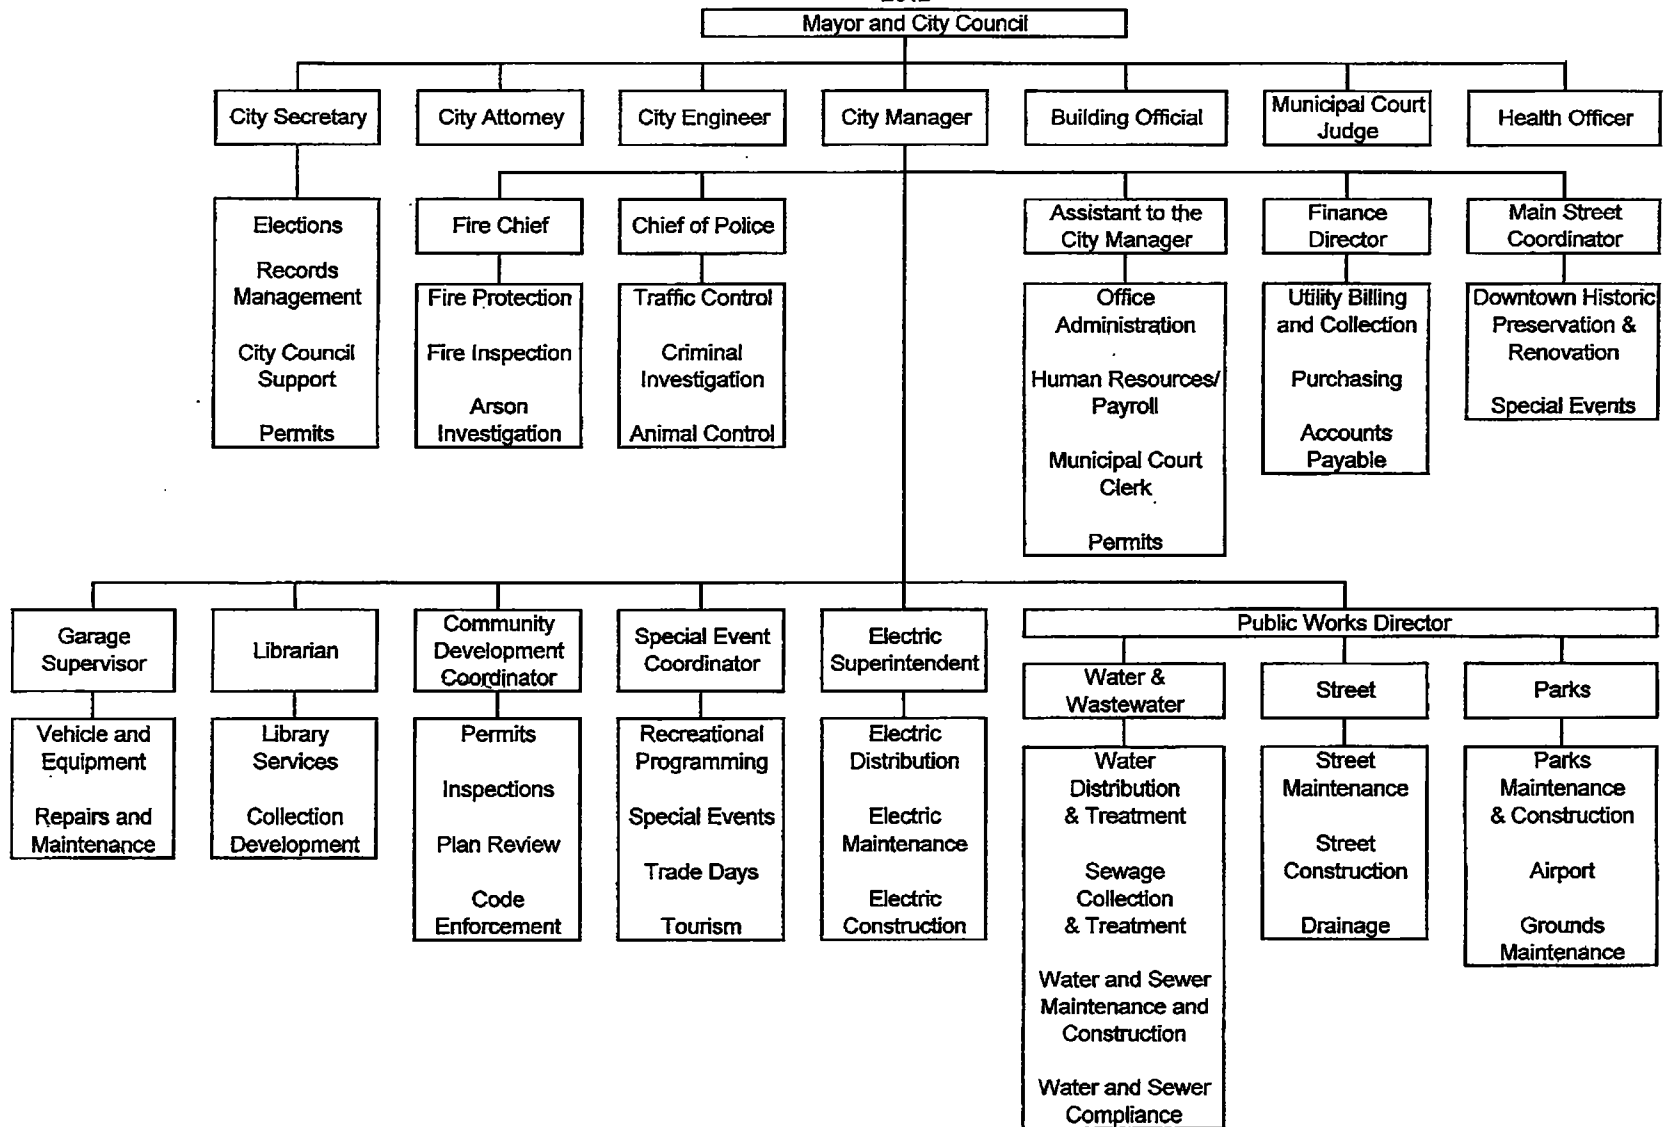 Mayor and City Council
City Secretary
City Attorney
City Engineer
City Manager
Building Official
Municipal Court
Judge
Health Officer
Elections
Records
Management
City Council
Support
Permits
Fire Chief
Fire Protection
Fire Inspection
Arson
Investigation
Chief of Police
Traffic Control
Criminal
Investigation
Animal Control
Assistant to the
City Manager
Office
Administration
Human Resources/
Payroll
Municipal Court
Clerk
Permits
Finance
Director
Utility Billing
and Collection
Purchasing
Accounts
Payable
Main Street
Coordinator
Downtown Historic
Preservation &
Renovation
Special Events
Garage
Supervisor
Vehicle and
Equipment
Repairs and
Maintenance
Librarian
Library
Services
Collection
Development
Community
Development
Coordinator
Permits
Inspections
Plan Review
Code
Enforcement
Special Event
Coordinator
Recreational
Programming
Special Events
Trade Days
Tourism
Electric
Superintendent
Electric
Distribution
Electric
Maintenance
Electric
Construction
Public Works Director
Water &
Wastewater
Water
Distribution
& Treatment
Sewage
Collection
& Treatment
Water and Sewer
Maintenance and
Construction
Water and Sewer
Compliance
Street
Street
Maintenance
Street
Construction
Drainage
Parks
Parks
Maintenance
& Construction
Airport
Grounds
Maintenance